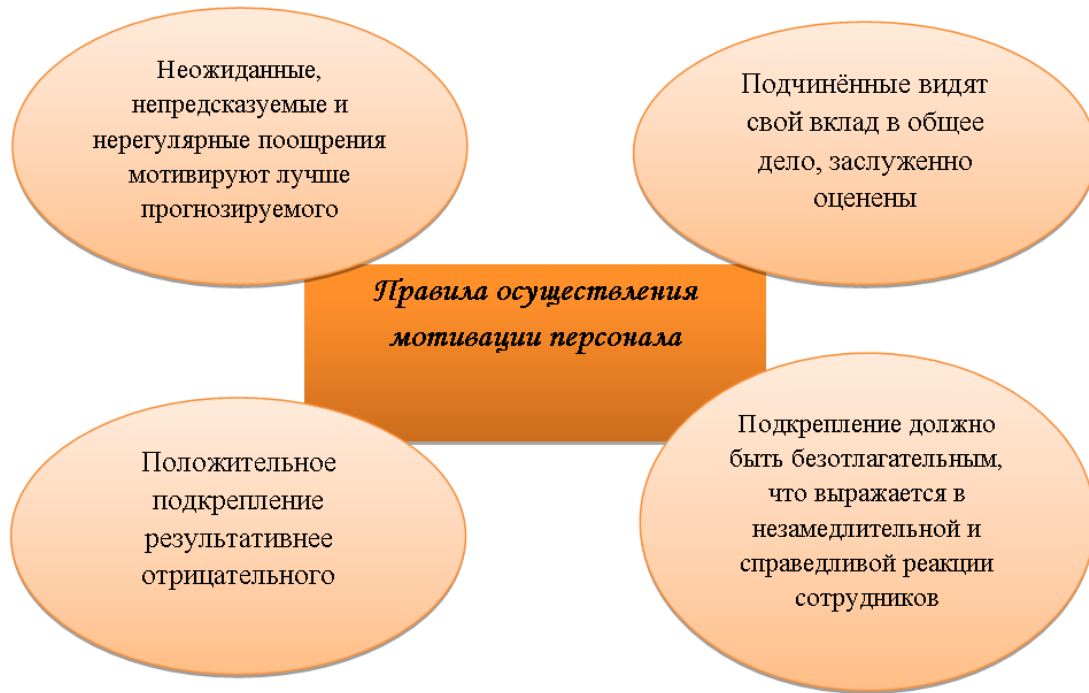 Неожиданные,
непредсказуемые и
нерегулярные поощрения
мотивируют лучше
прогнозируемого
Подчинённые видят
свой вклад в общее
дело, заслуженно
оценены
Правила осуществления
мотивации персонала
Положительное
подкрепление
результативнее
отрицательного
Подкрепление должно
быть безотлагательным,
что выражается в
незамедлительной и
справедливой реакции
сотрудников